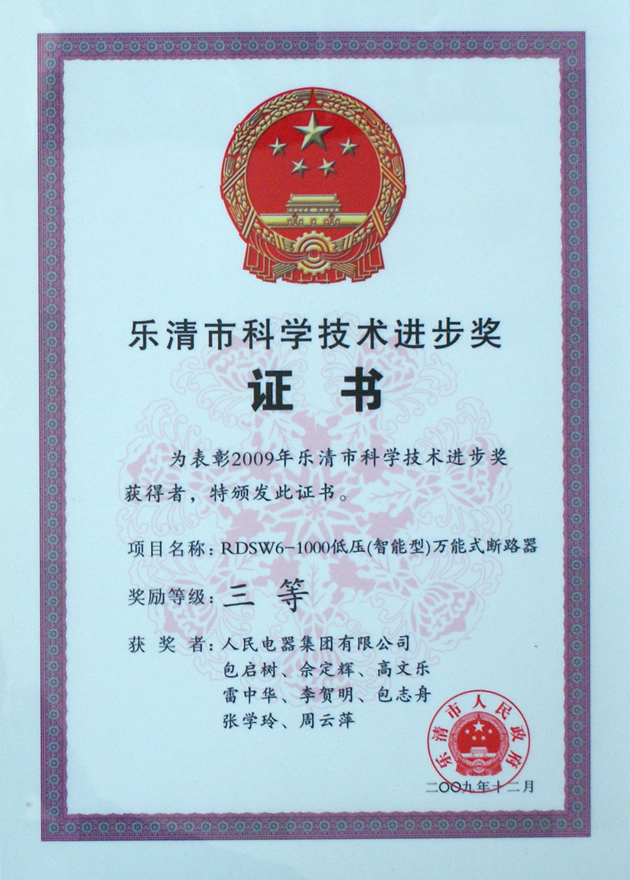 乐清市科学技术进步奖
证书
为表彰2009年乐清市科学技术进步奖
获得者，特颁发此证书。
项目名称：RDSW6-1000低压(智能型)万能式断路器
奖励等级：三等
获奖者：人民电器集团有限公司
包启树、余定辉、高文乐
雷中华、李贺明、包志舟
张学玲、周云萍
乐清市人民政府
二〇〇九年十二月